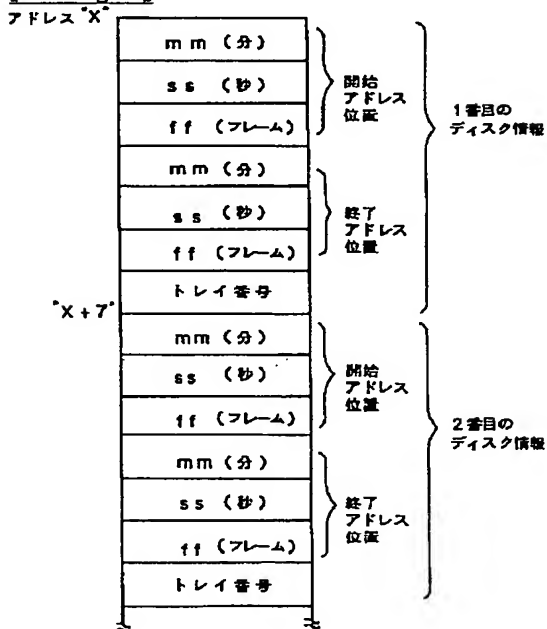 アドレス "X"
mm (分)
ss (秒)
ff (フレーム)
開始
アドレス
位置
mm (分)
ss (秒)
ff (フレーム)
終了
アドレス
位置
トレイ番号
1番目の
ディスク情報
"X + 7"
mm (分)
ss (秒)
ff (フレーム)
開始
アドレス
位置
mm (分)
ss (秒)
ff (フレーム)
終了
アドレス
位置
トレイ番号
2番目の
ディスク情報